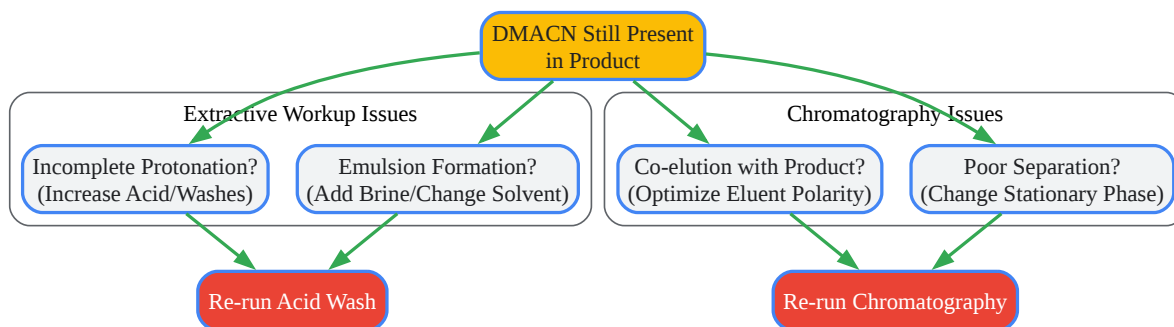 DMACN Still Present
in Product
Extractive Workup Issues
Chromatography Issues
Incomplete Protonation?
(Increase Acid/Washes)
Emulsion Formation?
(Add Brine/Change Solvent)
Co-elution with Product?
(Optimize Eluent Polarity)
Poor Separation?
(Change Stationary Phase)
Re-run Acid Wash
Re-run Chromatography